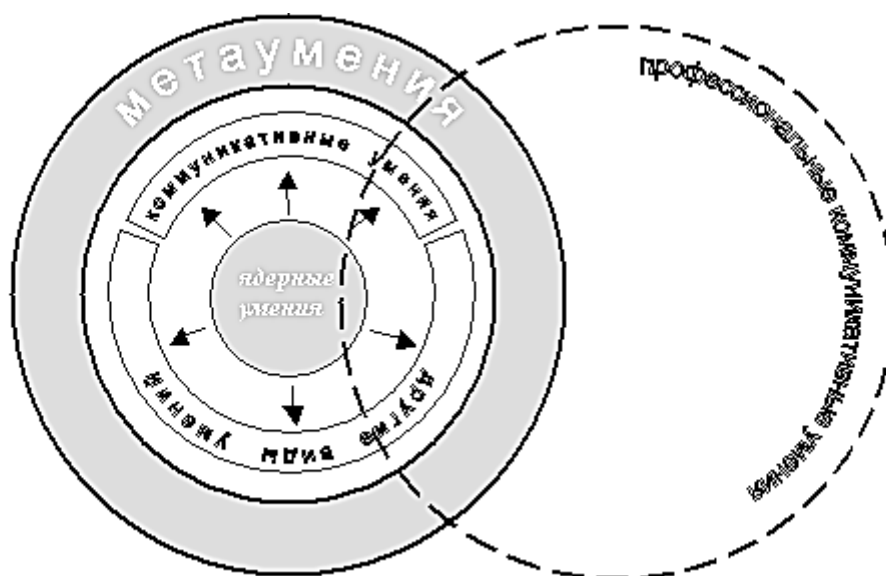 метаумения
коммуникативные умения
ядерные
умения
другие виды умений
профессиональные коммуникативные умения